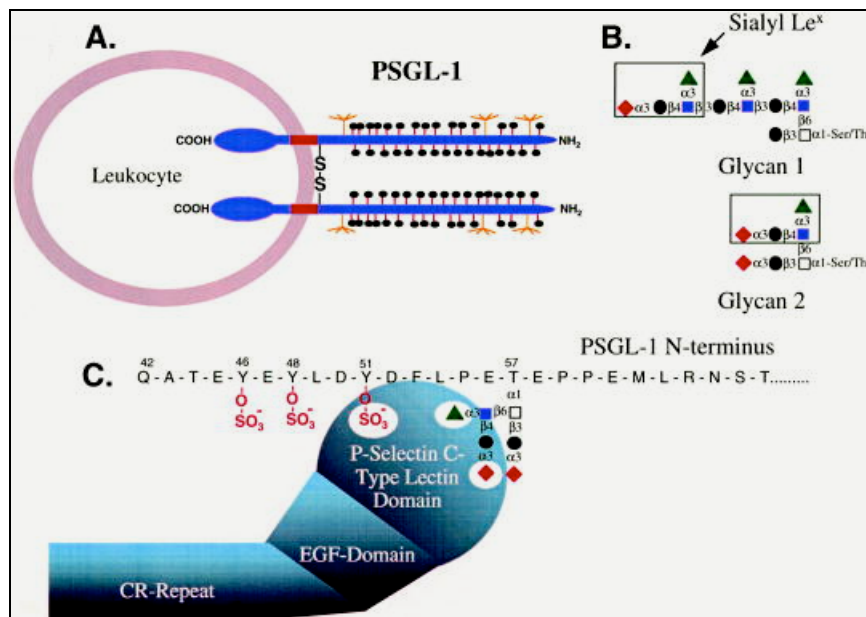 A.
PSGL-1
COOH
NH2
Leukocyte
S
S
COOH
NH2
B.
Sialyl Lex
α3 α3 α3
α3 β4 β3 β4 β3 β4
β6
β3 α1-Ser/Th
Glycan 1
α3
α3 β4
β6
α3 β3 α1-Ser/Th
Glycan 2
PSGL-1 N-terminus
C.
42 46 48 51 57
Q A T E Y E Y L D Y D F L P E T E P P E M L R N S T.........
O O O α1
SO3- SO3- SO3- α3 β6
β4 β3
α3 α3
P-Selectin C-
Type Lectin
Domain
EGF-Domain
CR-Repeat